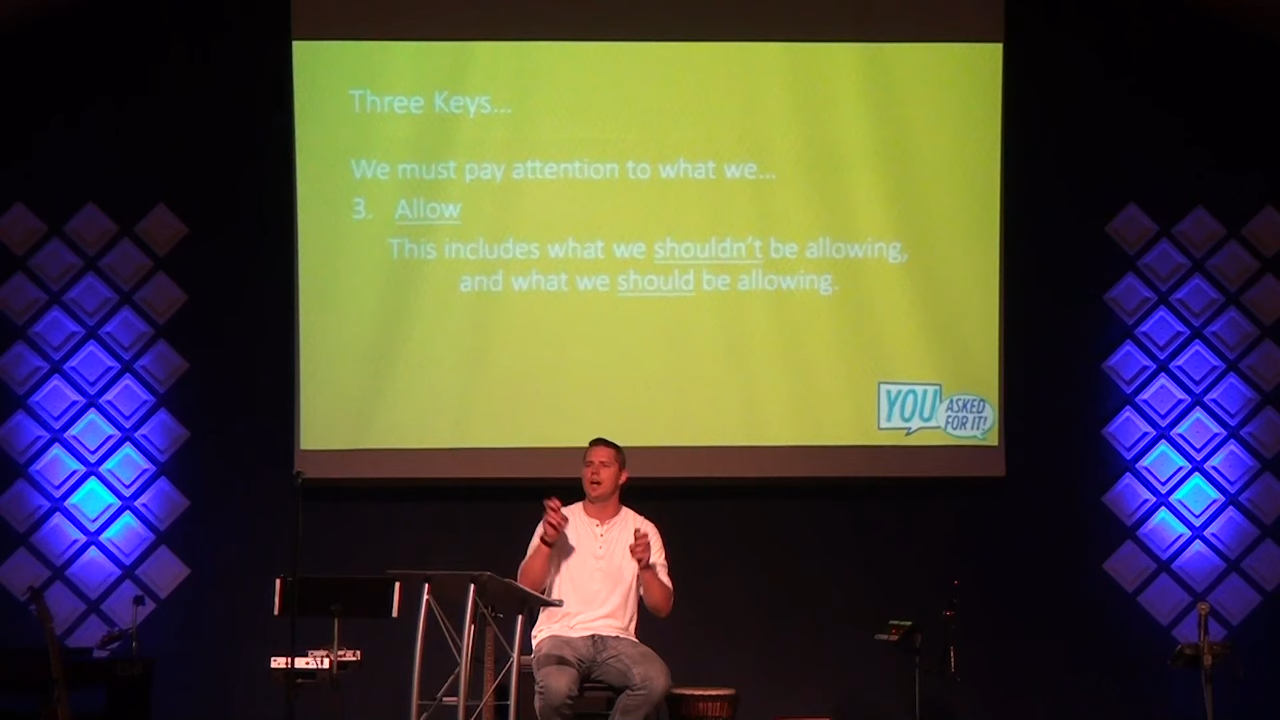 Three Keys...
We must pay attention to what we...
3. Allow
This includes what we shouldn't be allowing,
and what we should be allowing.
YOU
ASKED
FOR IT!